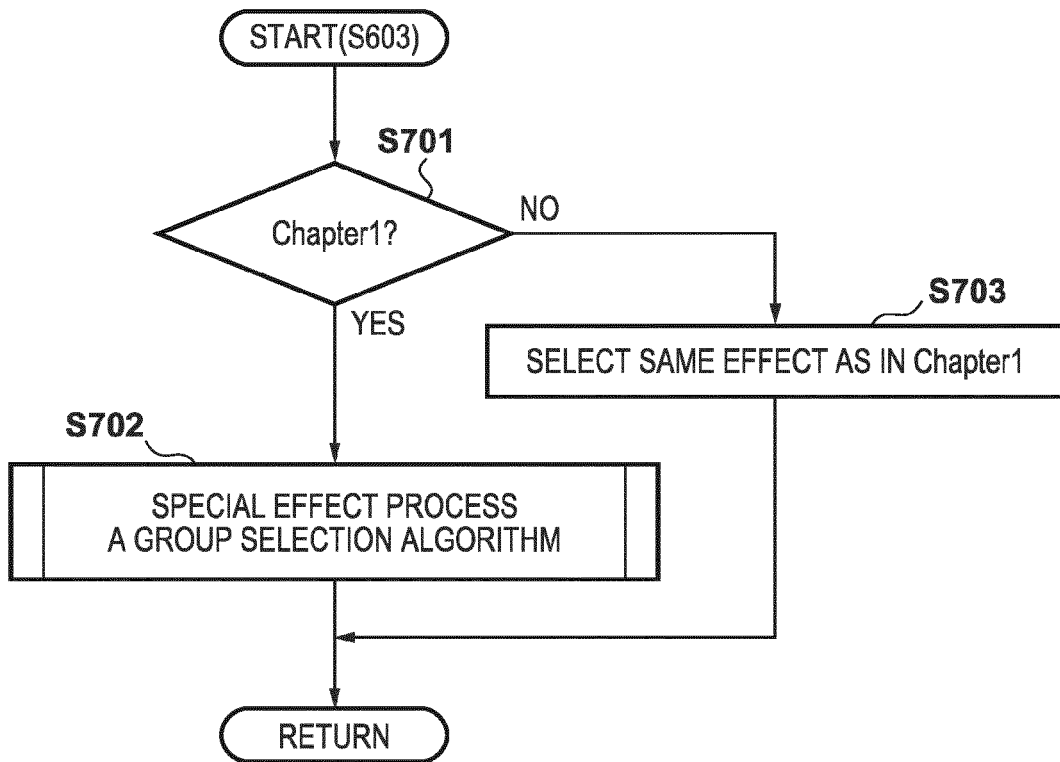 START(S603)
S701
Chapter1?
NO
YES
S703
SELECT SAME EFFECT AS IN Chapter1
S702
SPECIAL EFFECT PROCESS
A GROUP SELECTION ALGORITHM
RETURN